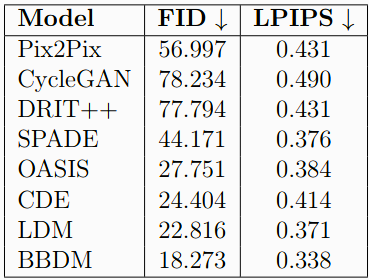 Model FID ↓ LPIPS ↓
Pix2Pix 56.997 0.431
CycleGAN 78.234 0.490
DRIT++ 77.794 0.431
SPADE 44.171 0.376
OASIS 27.751 0.384
CDE 24.404 0.414
LDM 22.816 0.371
BBDM 18.273 0.338